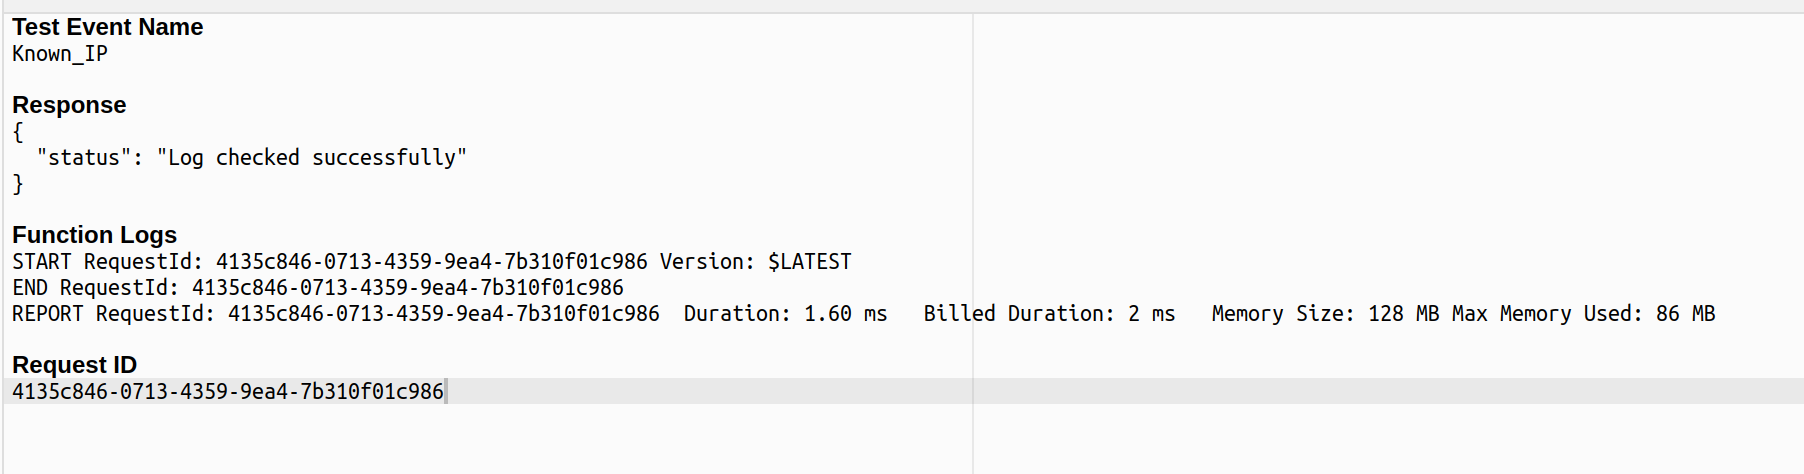 Test Event Name
Known_IP
Response
{
"status": "Log checked successfully"
}
Function Logs
START RequestId: 4135c846-0713-4359-9ea4-7b310f01c986 Version: $LATEST
END RequestId: 4135c846-0713-4359-9ea4-7b310f01c986
REPORT RequestId: 4135c846-0713-4359-9ea4-7b310f01c986  Duration: 1.60 ms   Billed Duration: 2 ms   Memory Size: 128 MB Max Memory Used: 86 MB
Request ID
4135c846-0713-4359-9ea4-7b310f01c986